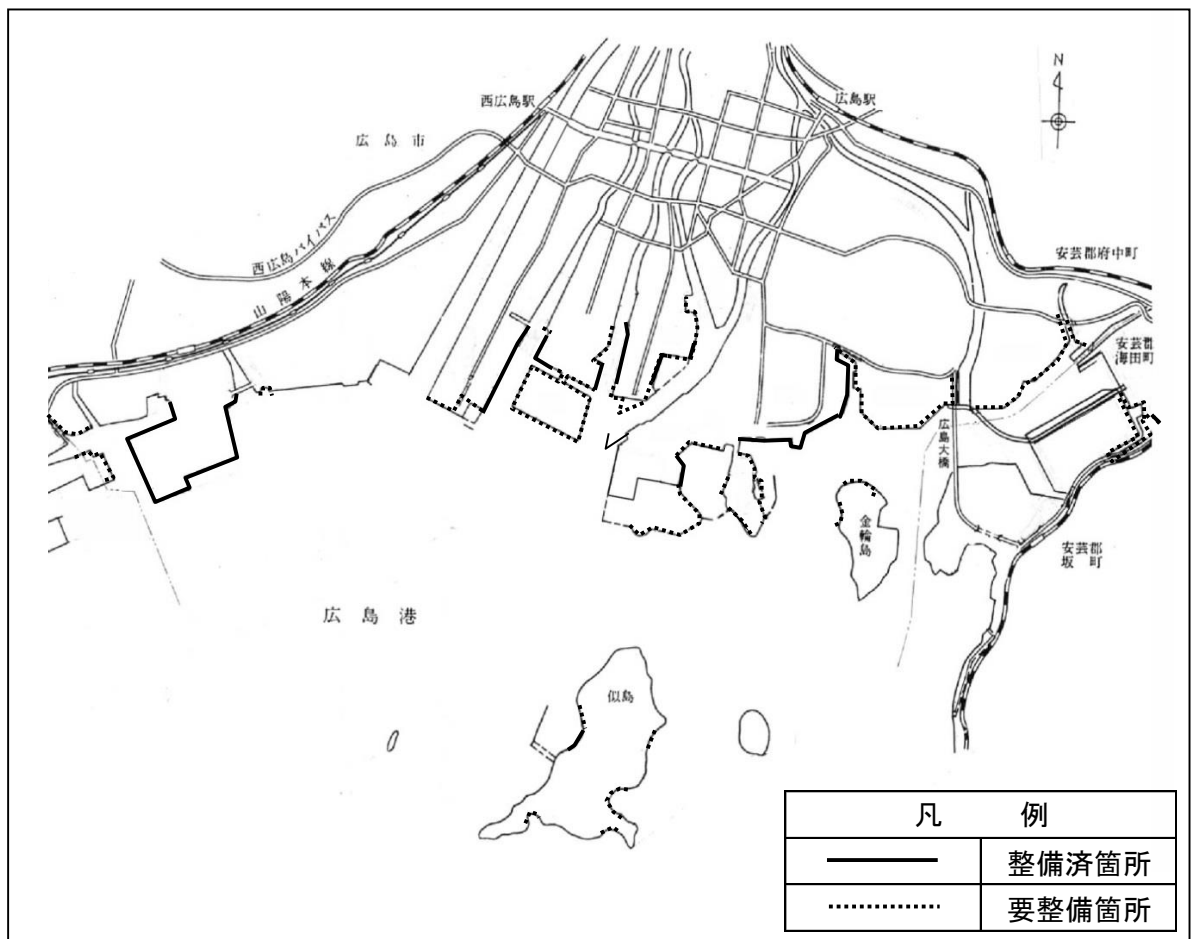 N
西広島駅
広島駅
広島市
西広島バイパス
山陽本線
安芸郡府中町
安芸郡
海田町
広島大橋
金輪島
安芸郡
坂町
広島港
似島
凡 例
整備済箇所
要整備箇所